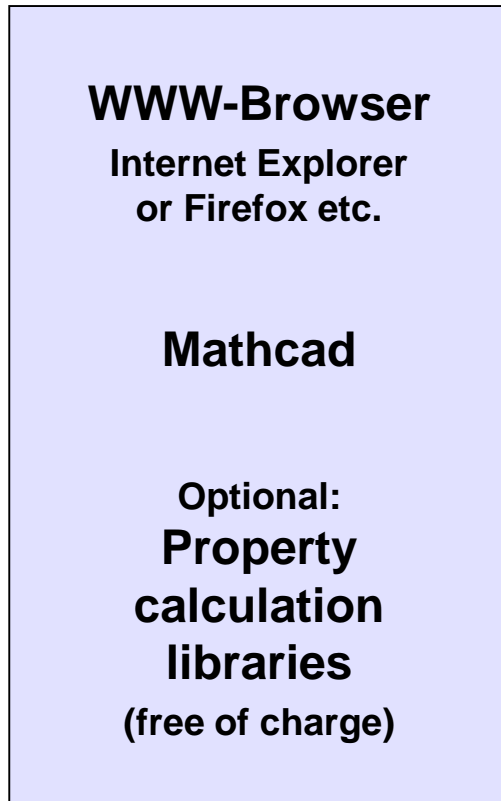 WWW-Browser
Internet Explorer
or Firefox etc.
Mathcad
Optional:
Property
calculation
libraries
(free of charge)